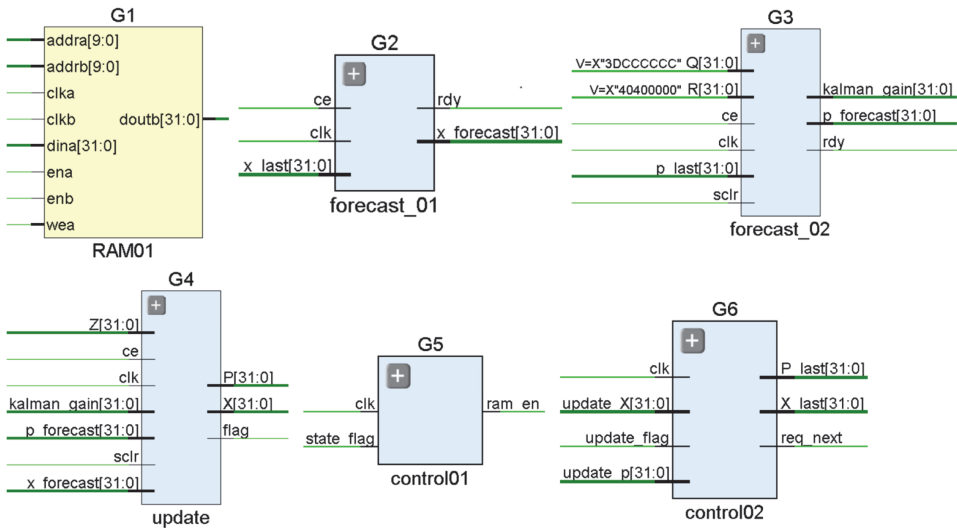 G1
addra[9:0]
addrb[9:0]
clka
clkb
doutb[31:0]
dina[31:0]
ena
enb
wea
RAM01
G2
ce
rdy
clk
x_forecast[31:0]
x_last[31:0]
forecast_01
G3
V=X"3DCCCCCC" Q[31:0]
V=X"40400000" R[31:0]
kalman_gain[31:0]
ce
p_forecast[31:0]
clk
rdy
p_last[31:0]
sclr
forecast_02
G4
Z[31:0]
ce
clk
P[31:0]
kalman_gain[31:0]
X[31:0]
p_forecast[31:0]
flag
sclr
x_forecast[31:0]
update
G5
clk
ram_en
state_flag
control01
G6
clk
P_last[31:0]
update_X[31:0]
X_last[31:0]
update_flag
req_next
update_p[31:0]
control02